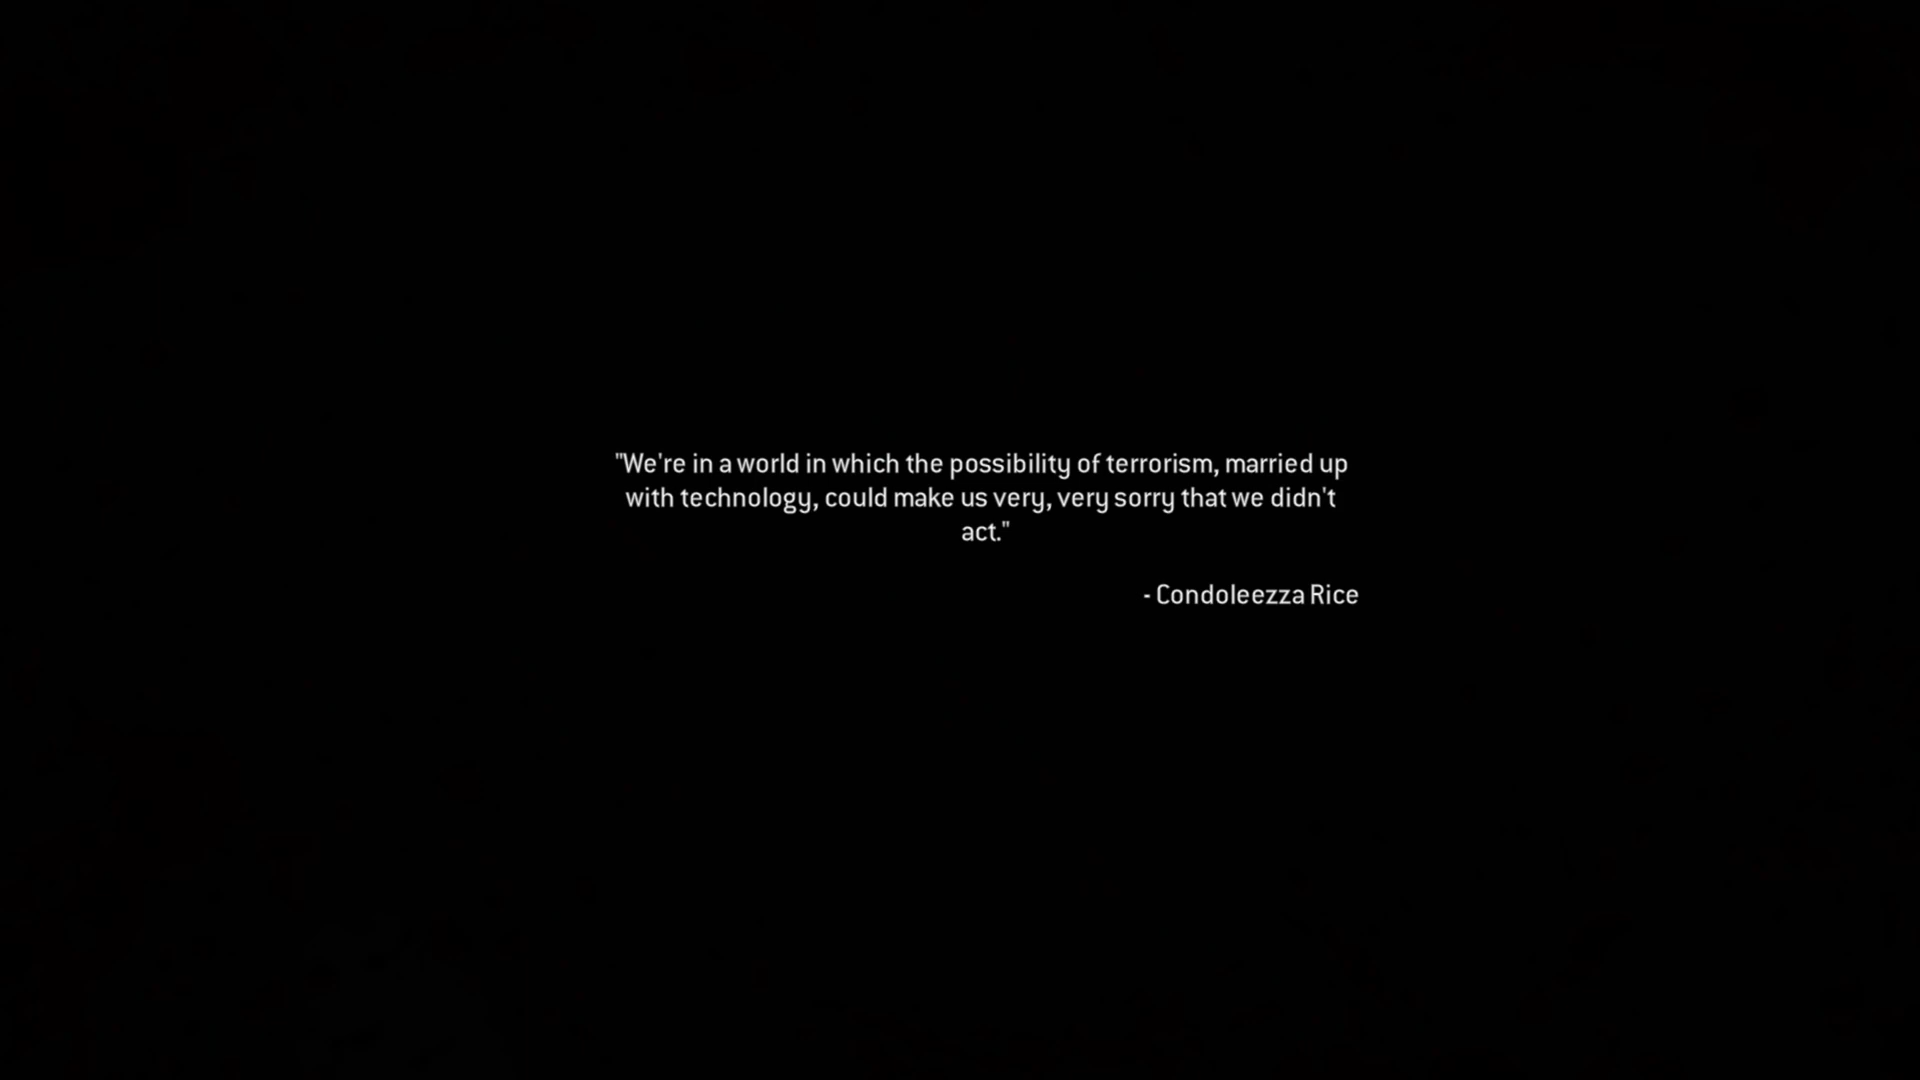 "We're in a world in which the possibility of terrorism, married up
with technology, could make us very, very sorry that we didn't
act."
- Condoleezza Rice